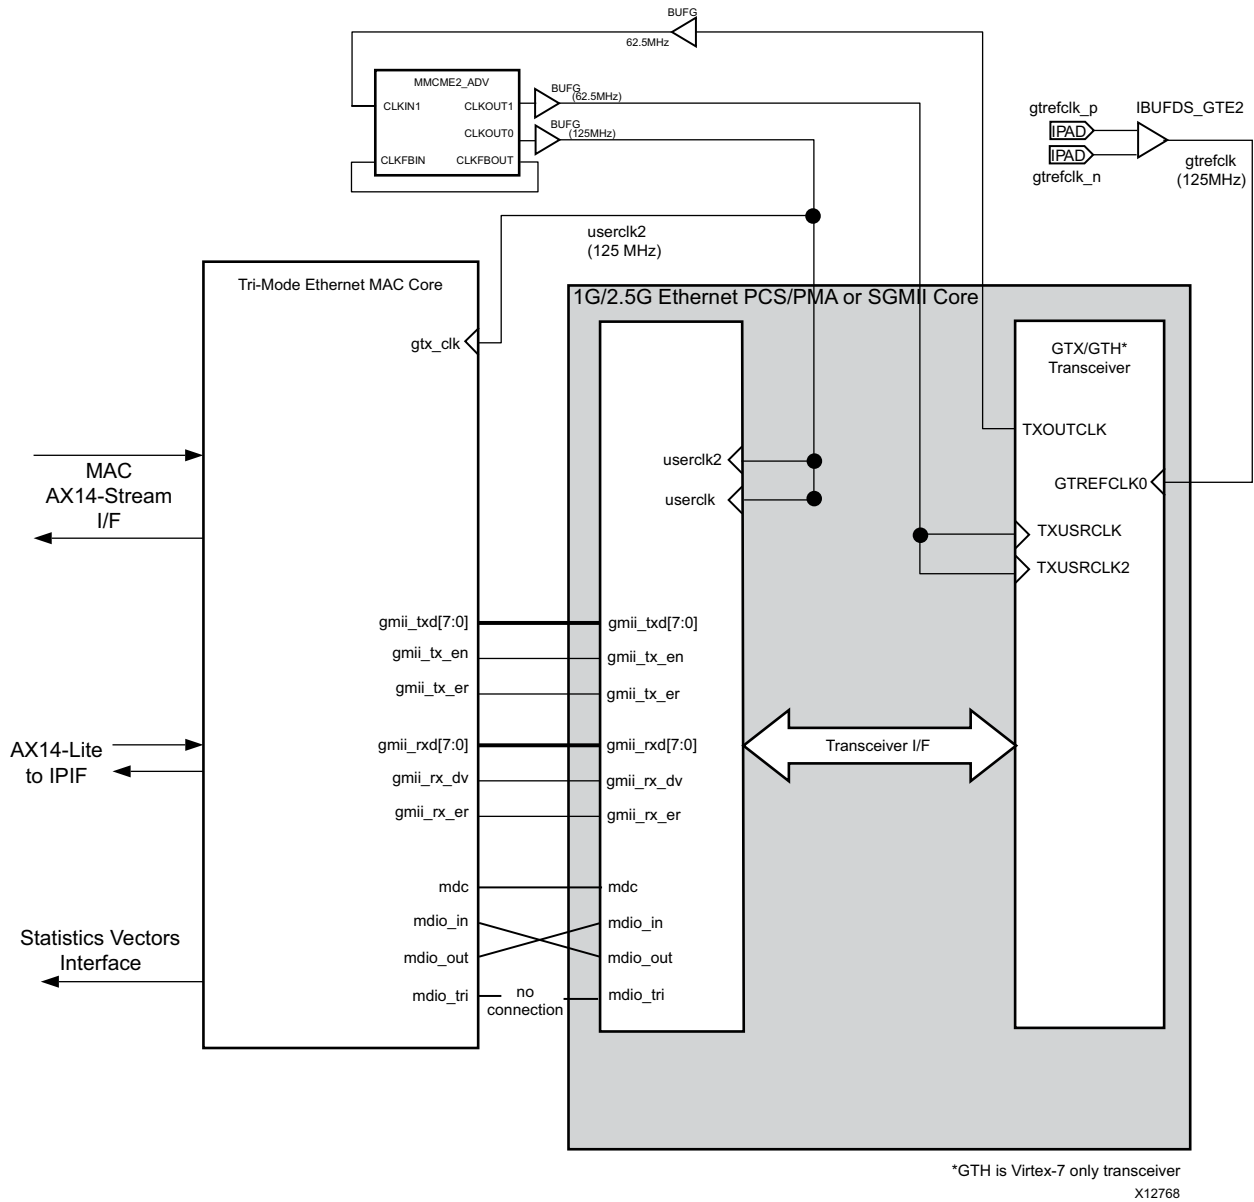 BUFG
62.5MHz
MMCME2_ADV
CLKIN1
CLKOUT1
BUFG
(62.5MHz)
CLKOUT0
BUFG
(125MHz)
CLKFBIN
CLKFBOUT
gtrefclk_p
IBUFDS_GTE2
IPAD
IPAD
gtrefclk_n
gtrefclk
(125MHz)
userclk2
(125 MHz)
Tri-Mode Ethernet MAC Core
gtx_clk
MAC
AX14-Stream
I/F
AX14-Lite
to IPIF
Statistics Vectors
Interface
gmii_txd[7:0]
gmii_tx_en
gmii_tx_er
gmii_rxd[7:0]
gmii_rx_dv
gmii_rx_er
mdc
mdio_in
mdio_out
mdio_tri
no
connection
1G/2.5G Ethernet PCS/PMA or SGMII Core
userclk2
userclk
gmii_txd[7:0]
gmii_tx_en
gmii_tx_er
gmii_rxd[7:0]
gmii_rx_dv
gmii_rx_er
mdc
mdio_in
mdio_out
mdio_tri
Transceiver I/F
GTX/GTH*
Transceiver
TXOUTCLK
GTREFCLK0
TXUSRCLK
TXUSRCLK2
*GTH is Virtex-7 only transceiver
X12768